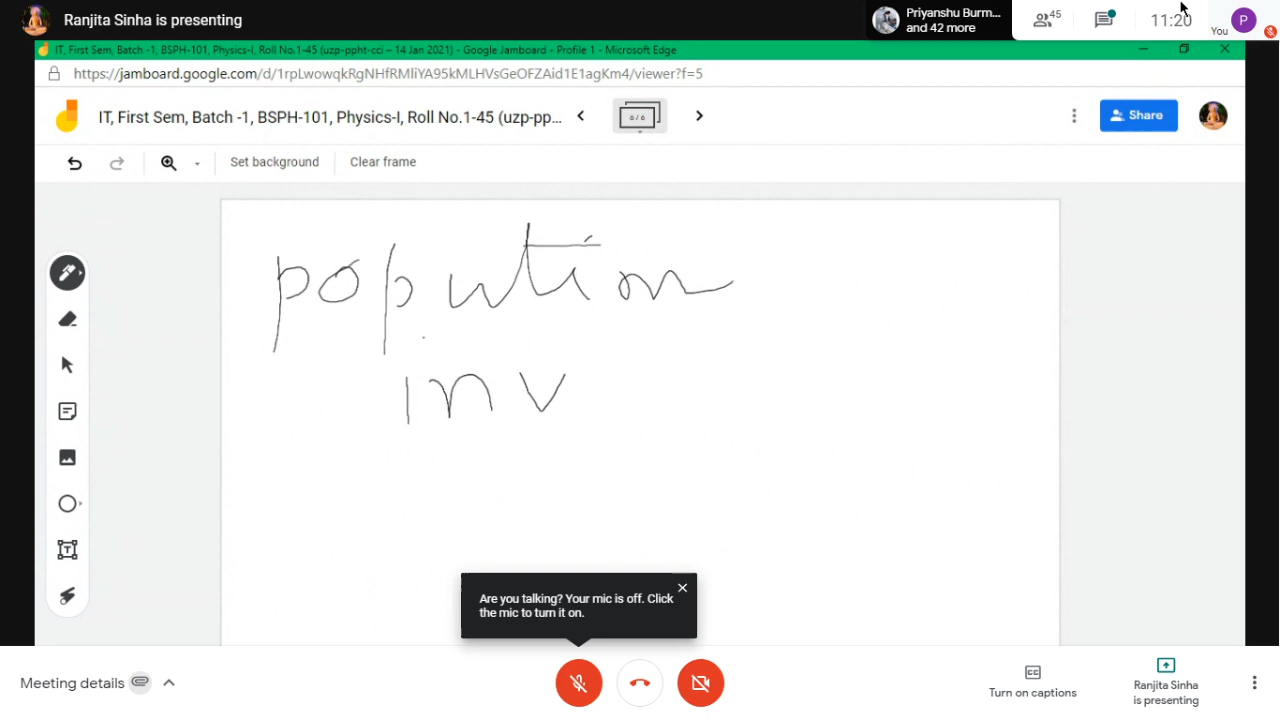 Ranjita Sinha is presenting
Priyanshu Burm...
and 42 more
45
11:20
You
P
IT, First Sem, Batch -1, BSPH-101, Physics-I, Roll No.1-45 (uzp-ppht-cci – 14 Jan 2021) - Google Jamboard - Profile 1 - Microsoft Edge
https://jamboard.google.com/d/1rpLwowqkRgNHfRMliYA95kMLHVsGeOFZAid1E1agKm4/viewer?f=5
IT, First Sem, Batch -1, BSPH-101, Physics-I, Roll No.1-45 (uzp-pp...
6 / 6
Share
Set background
Clear frame
popution
inv
Are you talking? Your mic is off. Click
the mic to turn it on.
Meeting details
CC
Turn on captions
Ranjita Sinha
is presenting